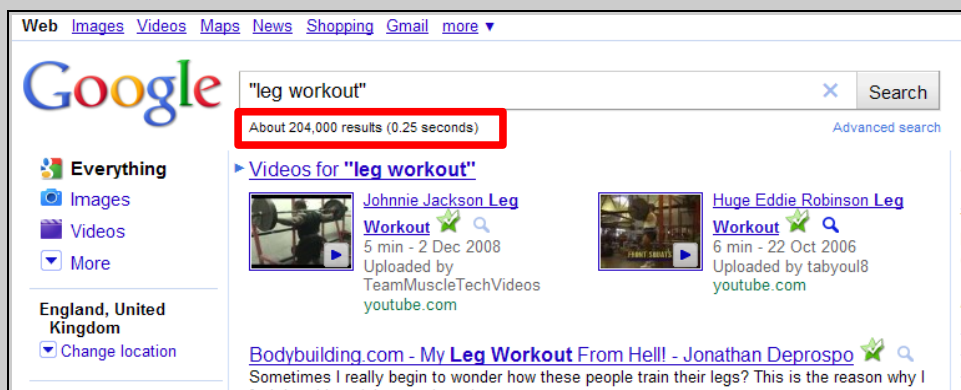 Web Images Videos Maps News Shopping Gmail more ▼
Google
"leg workout"
Search
About 204,000 results (0.25 seconds)
Advanced search
Everything
Images
Videos
More
England, United
Kingdom
Change location
Videos for "leg workout"
Johnnie Jackson Leg
Workout
5 min - 2 Dec 2008
Uploaded by
TeamMuscleTechVideos
youtube.com
FRONT SQUATS
Huge Eddie Robinson Leg
Workout
6 min - 22 Oct 2006
Uploaded by tabyoul8
youtube.com
Bodybuilding.com - My Leg Workout From Hell! - Jonathan Deprospo
Sometimes I really begin to wonder how these people train their legs? This is the reason why I